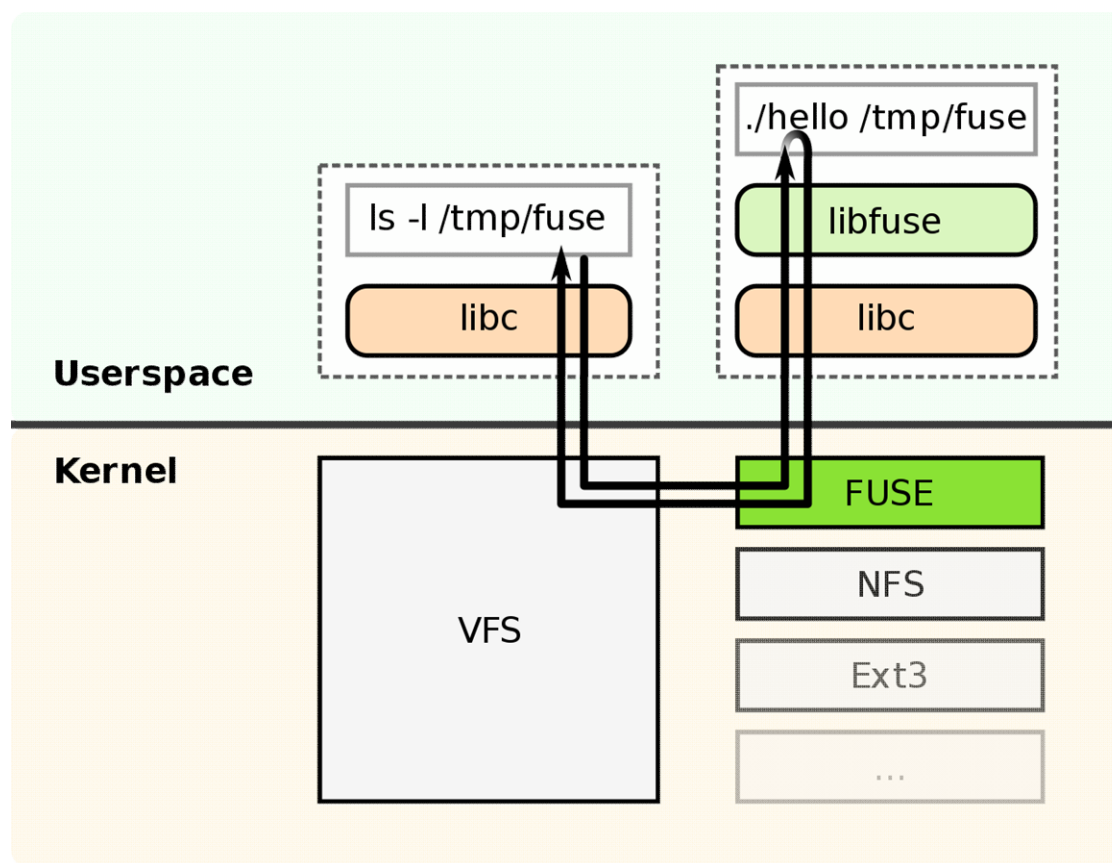 ./hello /tmp/fuse
ls -l /tmp/fuse
libfuse
libc
libc
Userspace
Kernel
FUSE
NFS
VFS
Ext3
...